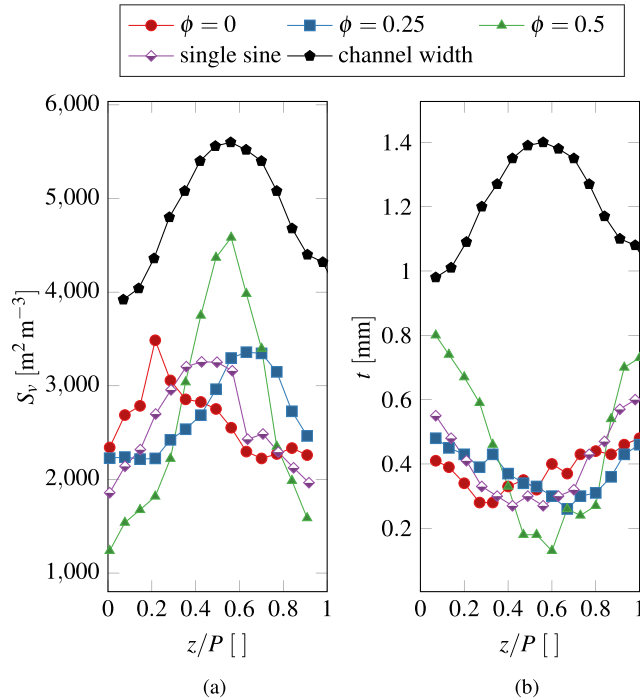 ϕ = 0 ϕ = 0.25 ϕ = 0.5
single sine channel width
6,000
5,000
4,000
3,000
2,000
1,000
S_v [m² m⁻³]
0 0.2 0.4 0.6 0.8 1
z/P [ ]
(a)
1.4
1.2
1
0.8
0.6
0.4
0.2
t [mm]
0 0.2 0.4 0.6 0.8 1
z/P [ ]
(b)